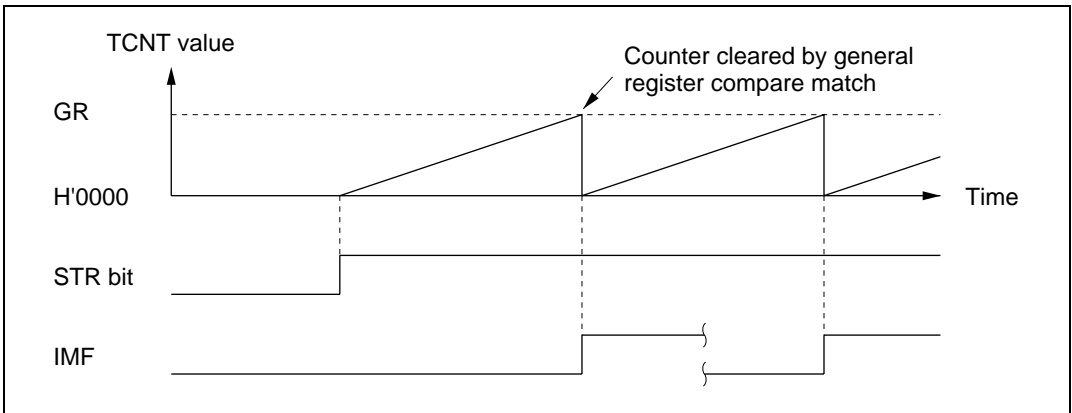 TCNT value
Counter cleared by general
register compare match
GR
H'0000
Time
STR bit
IMF